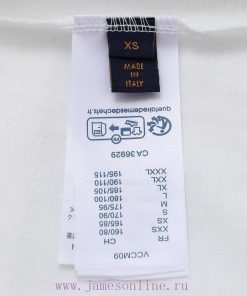 XS
MADE
IN
ITALY
VCCM09
FR CH
XXS 160/80
XS 165/85
S 170/90
M 175/95
L 180/100
XL 185/105
XXL 190/110
XXXL 195/115
CA 36929
quefairedemesdechets.fr
www.jamesonline.ru